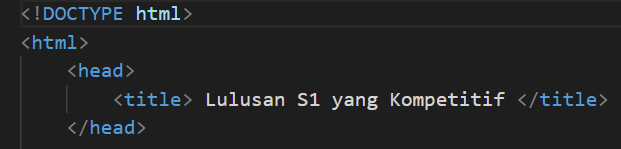 <!DOCTYPE html>
<html>
<head>
<title> Lulusan S1 yang Kompetitif </title>
</head>